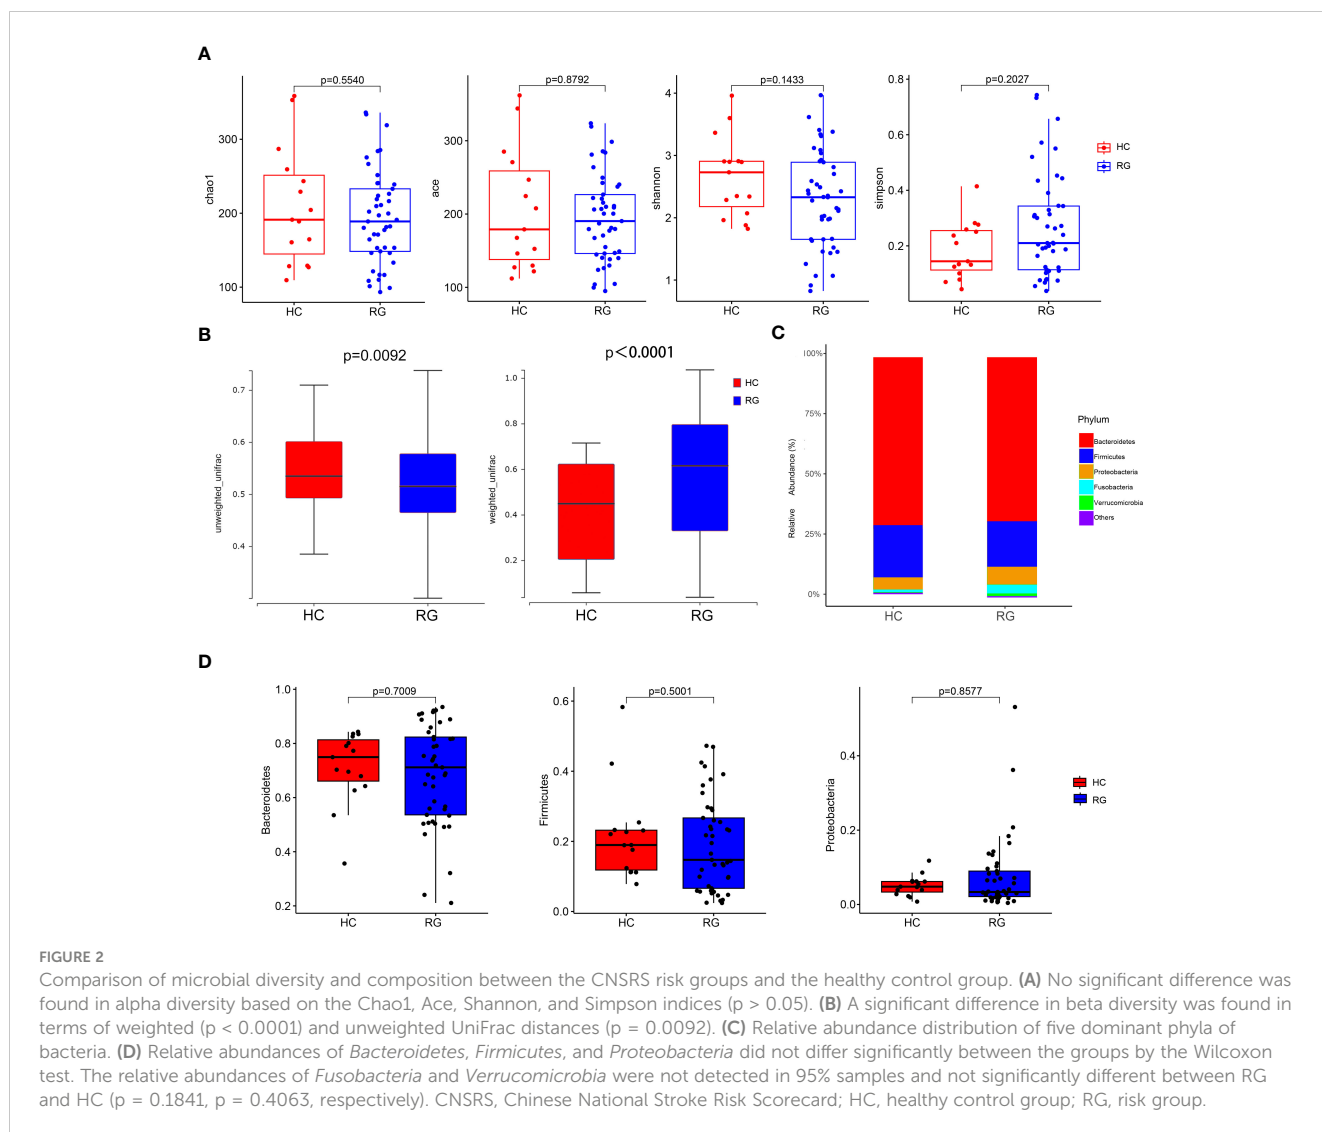 A
p=0.5540
p=0.8792
p=0.1433
p=0.2027
chao1
300
200
100
HC
RG
ace
300
200
100
HC
RG
shannon
4
3
2
1
HC
RG
simpson
0.8
0.6
0.4
0.2
HC
RG
HC
RG
B
p=0.0092
unweighted_unifrac
0.7
0.6
0.5
0.4
HC
RG
p<0.0001
weighted_unifrac
1.0
0.8
0.6
0.4
0.2
HC
RG
HC
RG
C
Relative Abundance (%)
100%
75%
50%
25%
0%
HC
RG
Phylum
Bacteroidetes
Firmicutes
Proteobacteria
Fusobacteria
Verrucomicrobia
Others
D
p=0.7009
Bacteroidetes
1.0
0.8
0.6
0.4
0.2
HC
RG
p=0.5001
Firmicutes
0.6
0.4
0.2
0.0
HC
RG
p=0.8577
Proteobacteria
0.4
0.2
0.0
HC
RG
HC
RG
FIGURE 2
Comparison of microbial diversity and composition between the CNSRS risk groups and the healthy control group. (A) No significant difference was
found in alpha diversity based on the Chao1, Ace, Shannon, and Simpson indices (p > 0.05). (B) A significant difference in beta diversity was found in
terms of weighted (p < 0.0001) and unweighted UniFrac distances (p = 0.0092). (C) Relative abundance distribution of five dominant phyla of
bacteria. (D) Relative abundances of Bacteroidetes, Firmicutes, and Proteobacteria did not differ significantly between the groups by the Wilcoxon
test. The relative abundances of Fusobacteria and Verrucomicrobia were not detected in 95% samples and not significantly different between RG
and HC (p = 0.1841, p = 0.4063, respectively). CNSRS, Chinese National Stroke Risk Scorecard; HC, healthy control group; RG, risk group.